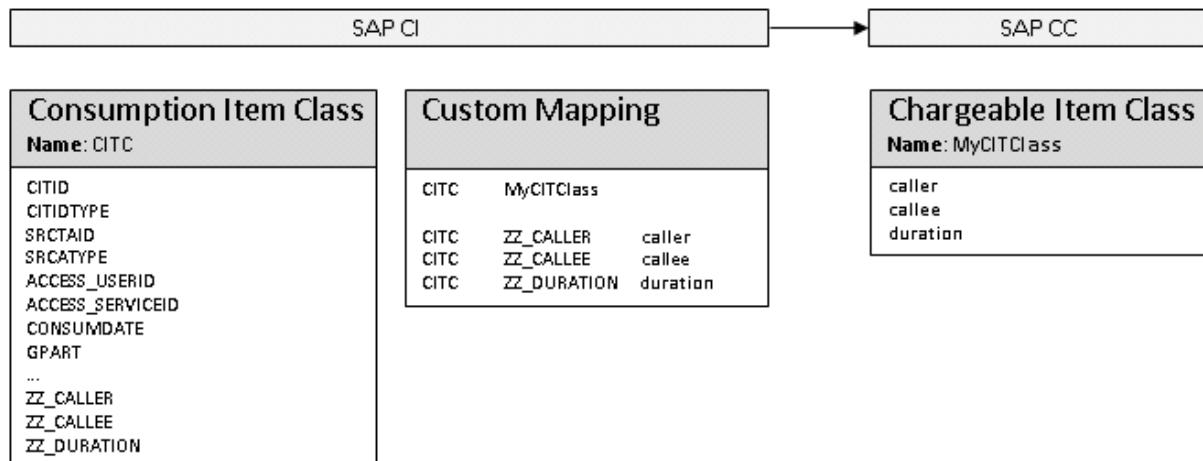 SAP CI
SAP CC
Consumption Item Class
Name: CITC
CITID
CITIDTYPE
SRCTAID
SRCATYPE
ACCESS_USERID
ACCESS_SERVICEID
CONSUMDATE
GPART
...
ZZ_CALLER
ZZ_CALLEE
ZZ_DURATION
Custom Mapping
CITC MyCITClass
CITC ZZ_CALLER caller
CITC ZZ_CALLEE callee
CITC ZZ_DURATION duration
Chargeable Item Class
Name: MyCITClass
caller
callee
duration